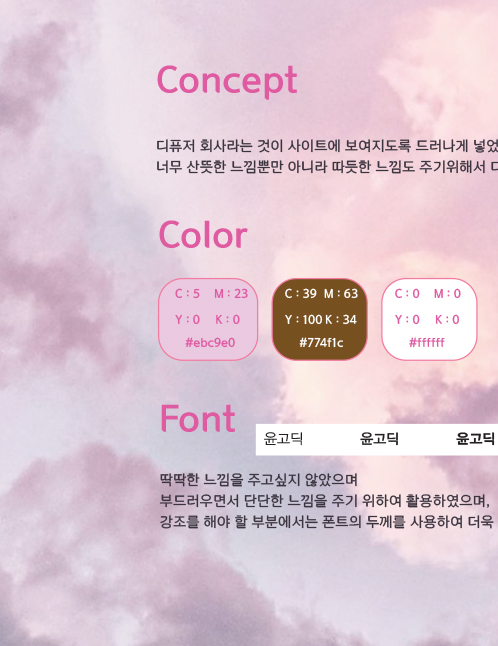 Concept
디퓨저 회사라는 것이 사이트에 보여지도록 드러나게 넣었
너무 산뜻한 느낌뿐만 아니라 따듯한 느낌도 주기위해서
Color
C : 5 M : 23 C : 39 M : 63 C : 0 M : 0
Y : 0 K : 0 Y : 100 K : 34 Y : 0 K : 0
#ebc9e0 #774f1c #ffffff
Font
윤고딕 윤고딕 윤고딕
딱딱한 느낌을 주고싶지 않았으며
부드러우면서 단단한 느낌을 주기 위하여 활용하였으며,
강조를 해야 할 부분에서는 폰트의 두께를 사용하여 더욱